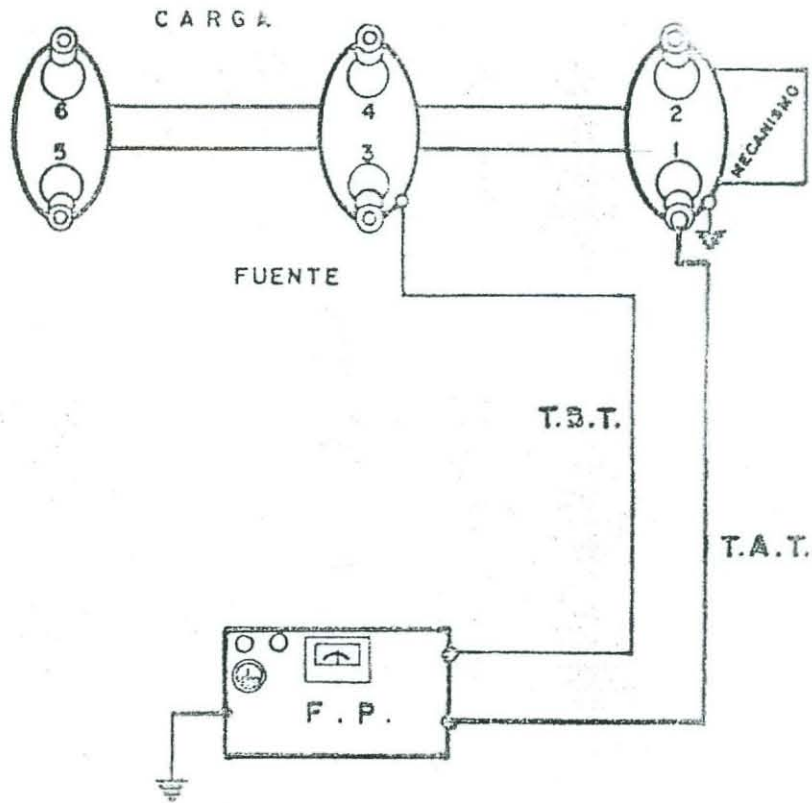 CARGA
6 4 2
5 3 1
MECANISMO
FUENTE
T.B.T.
T.A.T.
F.P.